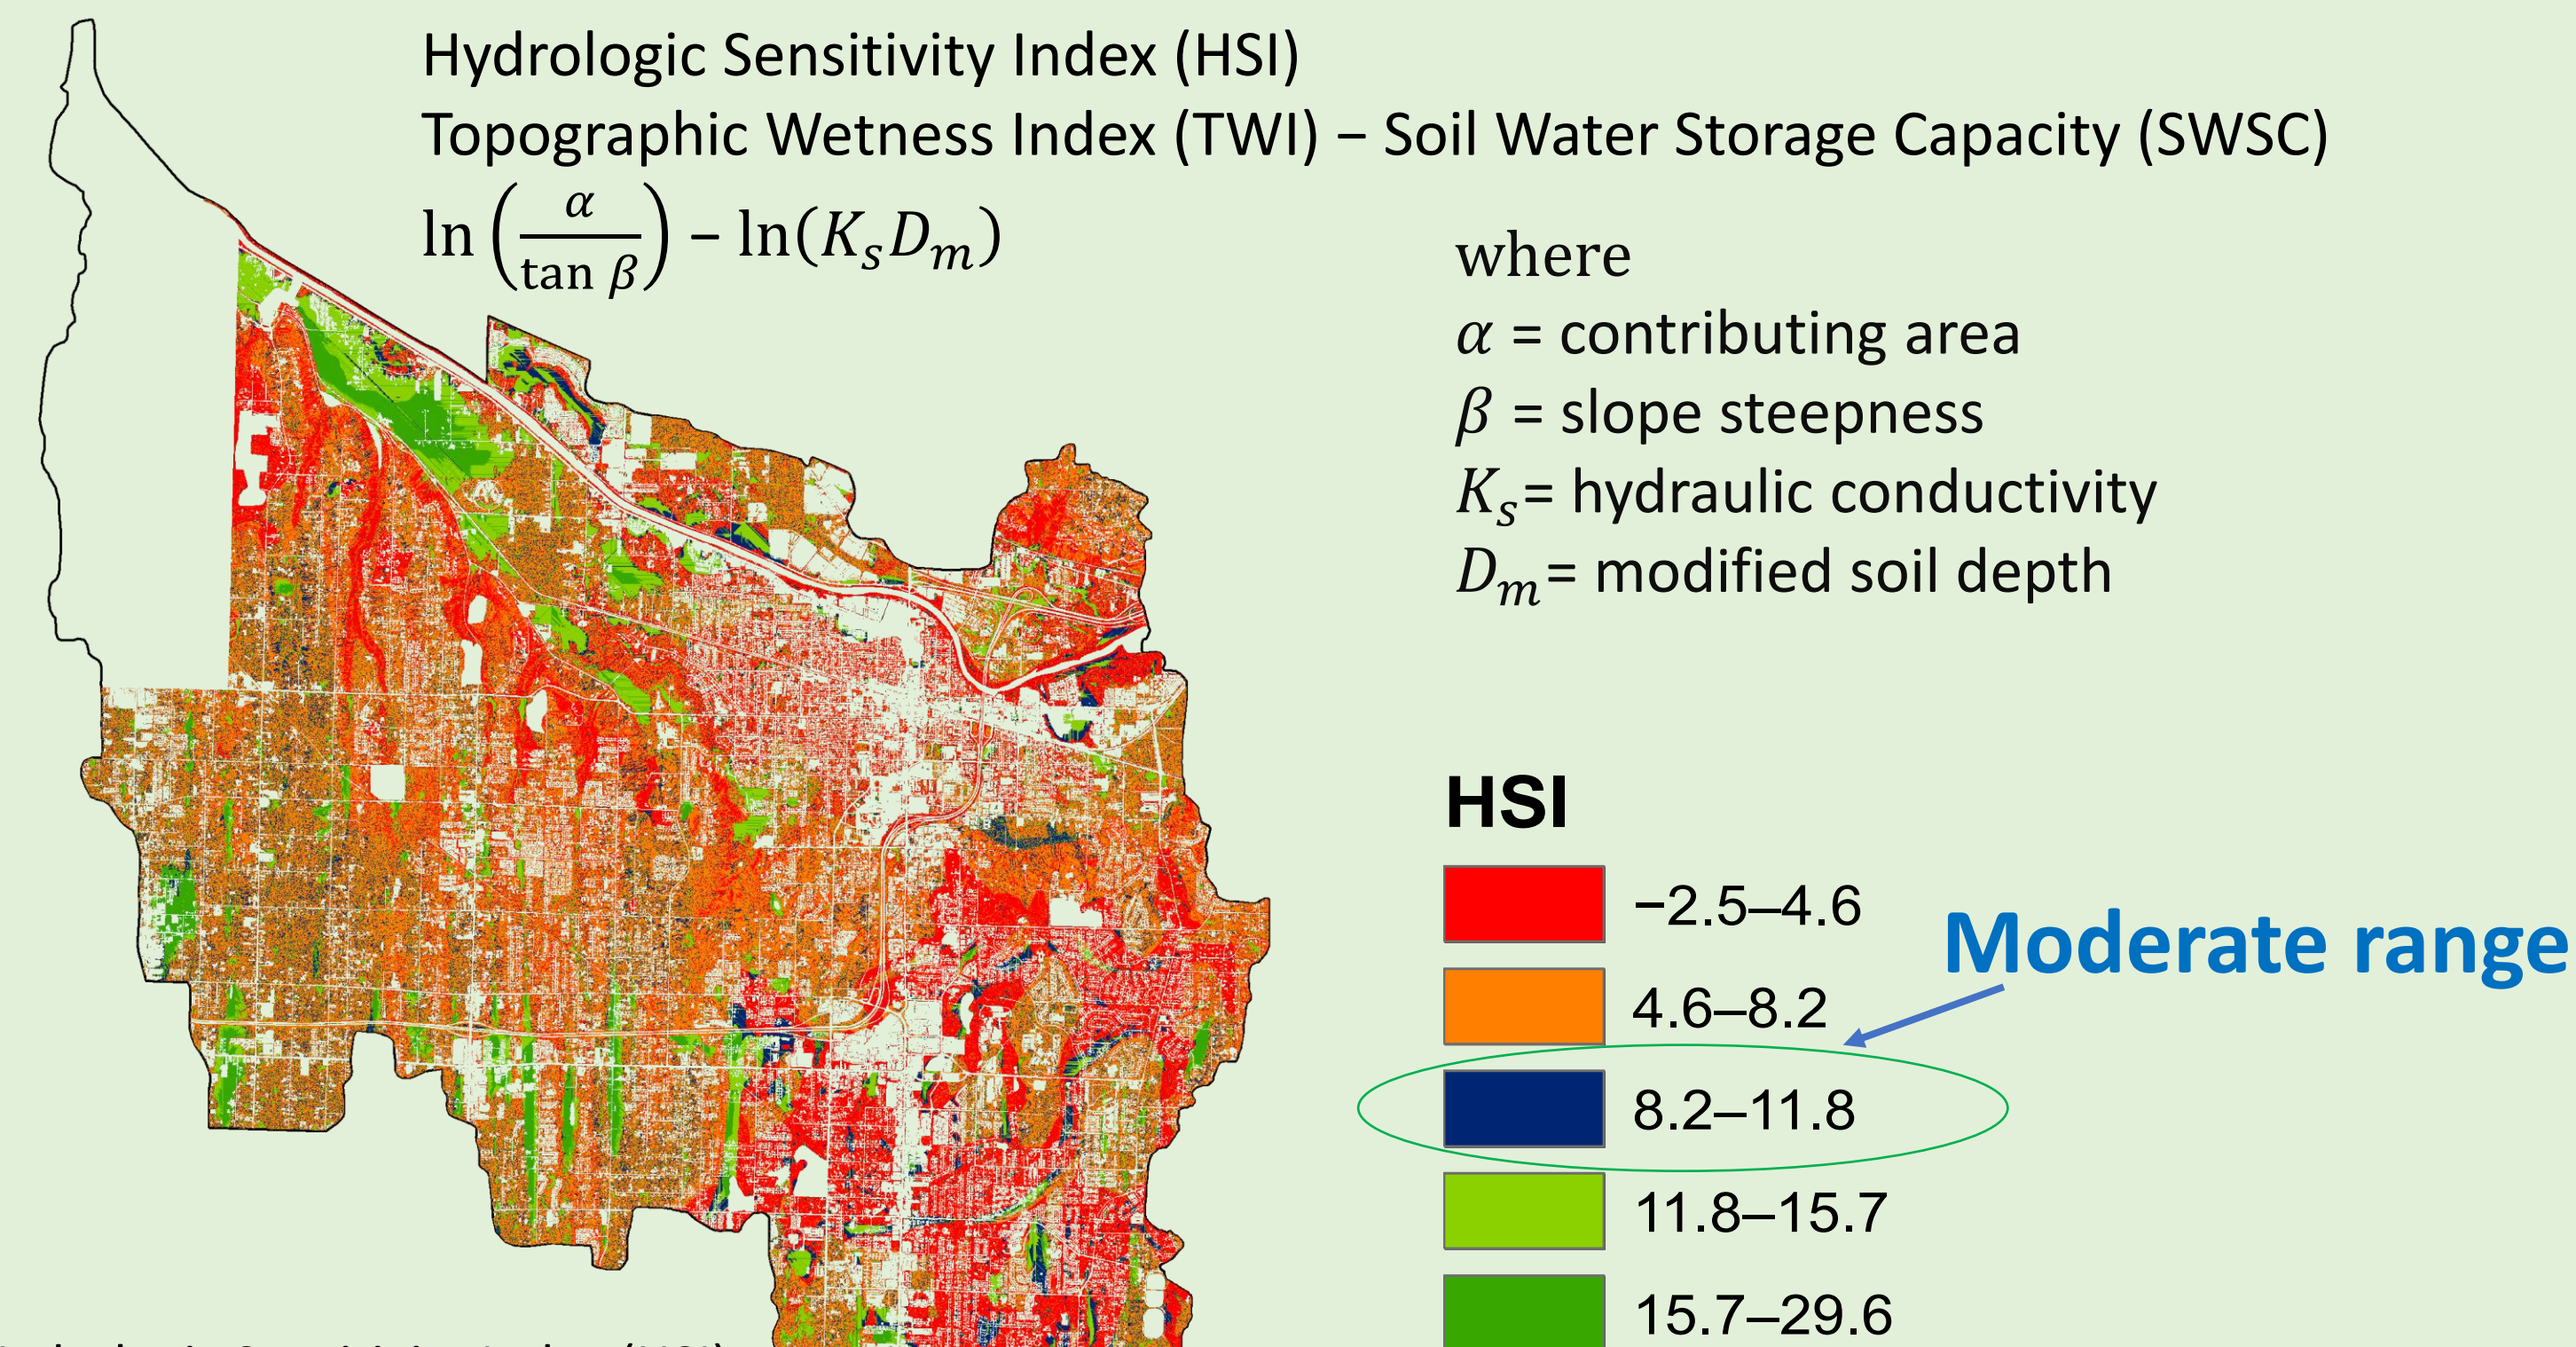 Hydrologic Sensitivity Index (HSI)
Topographic Wetness Index (TWI) − Soil Water Storage Capacity (SWSC)
ln (α / tan β) − ln(KₛDₘ)
where
α = contributing area
β = slope steepness
Kₛ= hydraulic conductivity
Dₘ= modified soil depth
HSI
−2.5–4.6
Moderate range
4.6–8.2
8.2–11.8
11.8–15.7
15.7–29.6